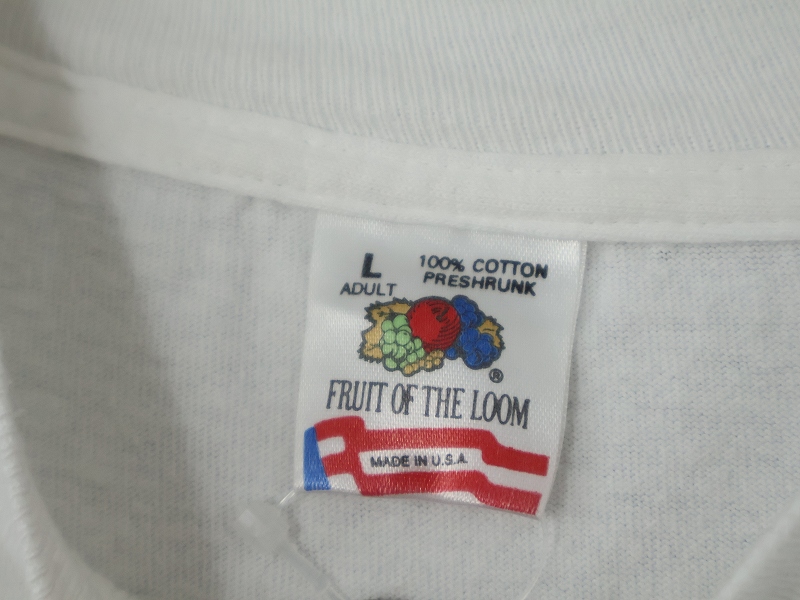 L
ADULT
100% COTTON
PRESHRUNK
®
FRUIT OF THE LOOM
MADE IN U.S.A.